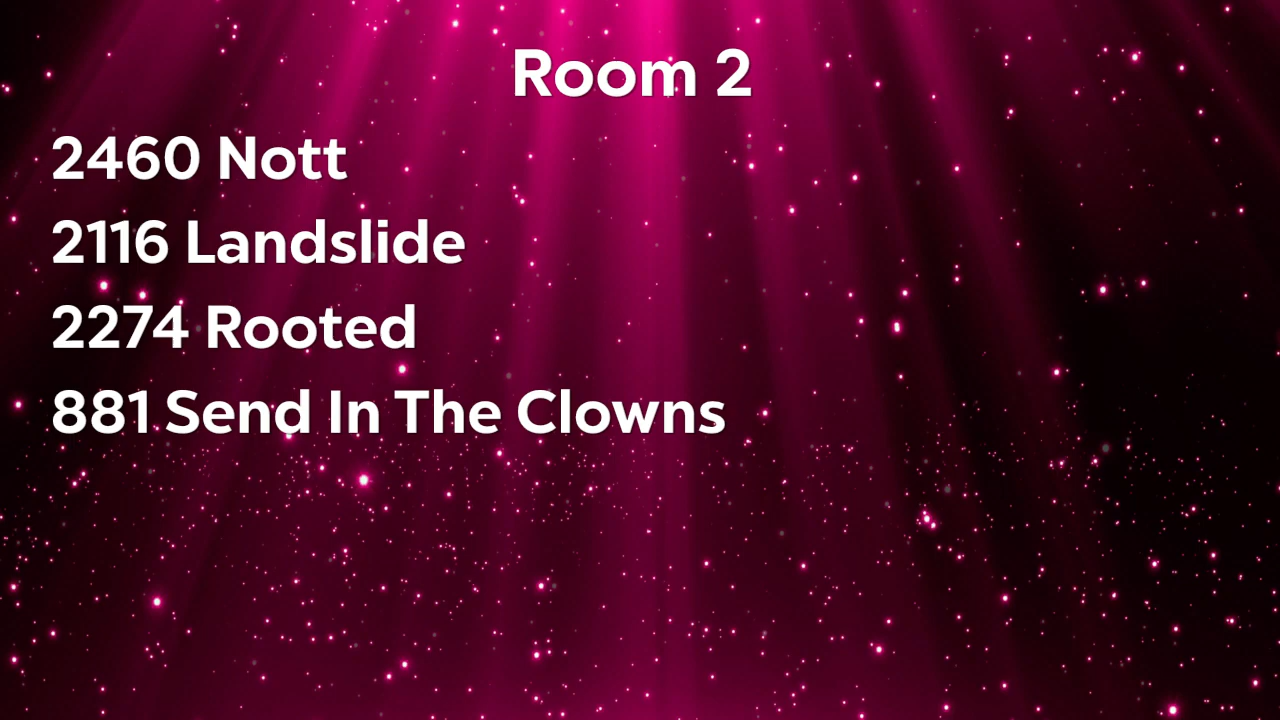 Room 2
2460 Nott
2116 Landslide
2274 Rooted
881 Send In The Clowns